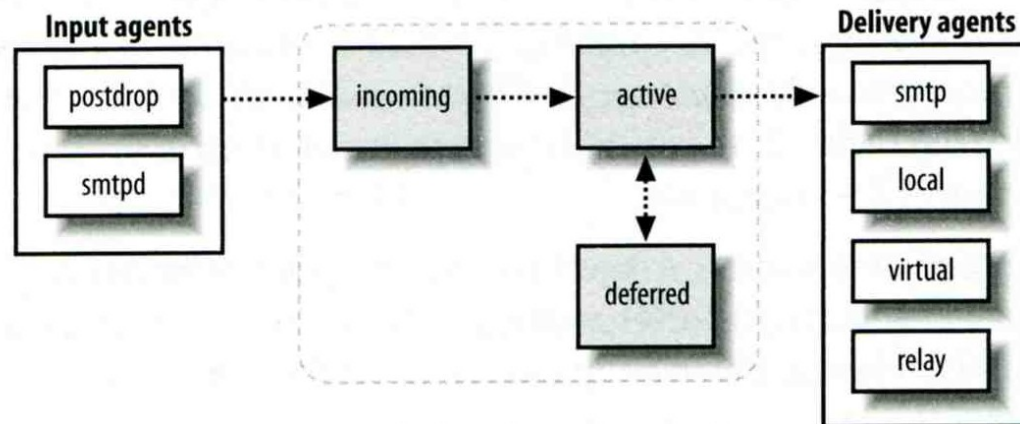 Input agents
postdrop
smtpd
incoming
active
deferred
Delivery agents
smtp
local
virtual
relay